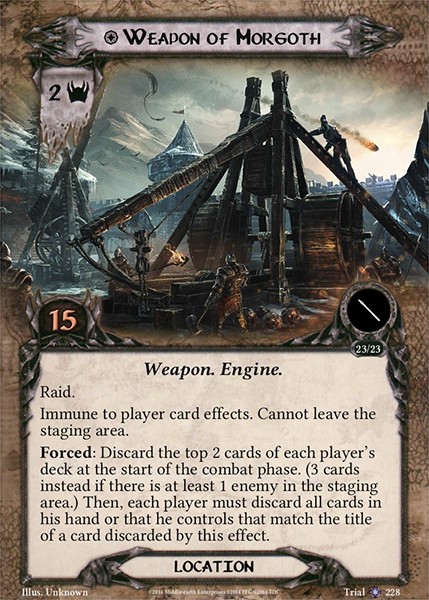 Weapon of Morgoth
2
15
23/23
Weapon. Engine.
Raid.
Immune to player card effects. Cannot leave the
staging area.
Forced: Discard the top 2 cards of each player's
deck at the start of the combat phase. (3 cards
instead if there is at least 1 enemy in the staging
area.) Then, each player must discard all cards in
his hand or that he controls that match the title
of a card discarded by this effect.
LOCATION
Illus. Unknown
Trial 228